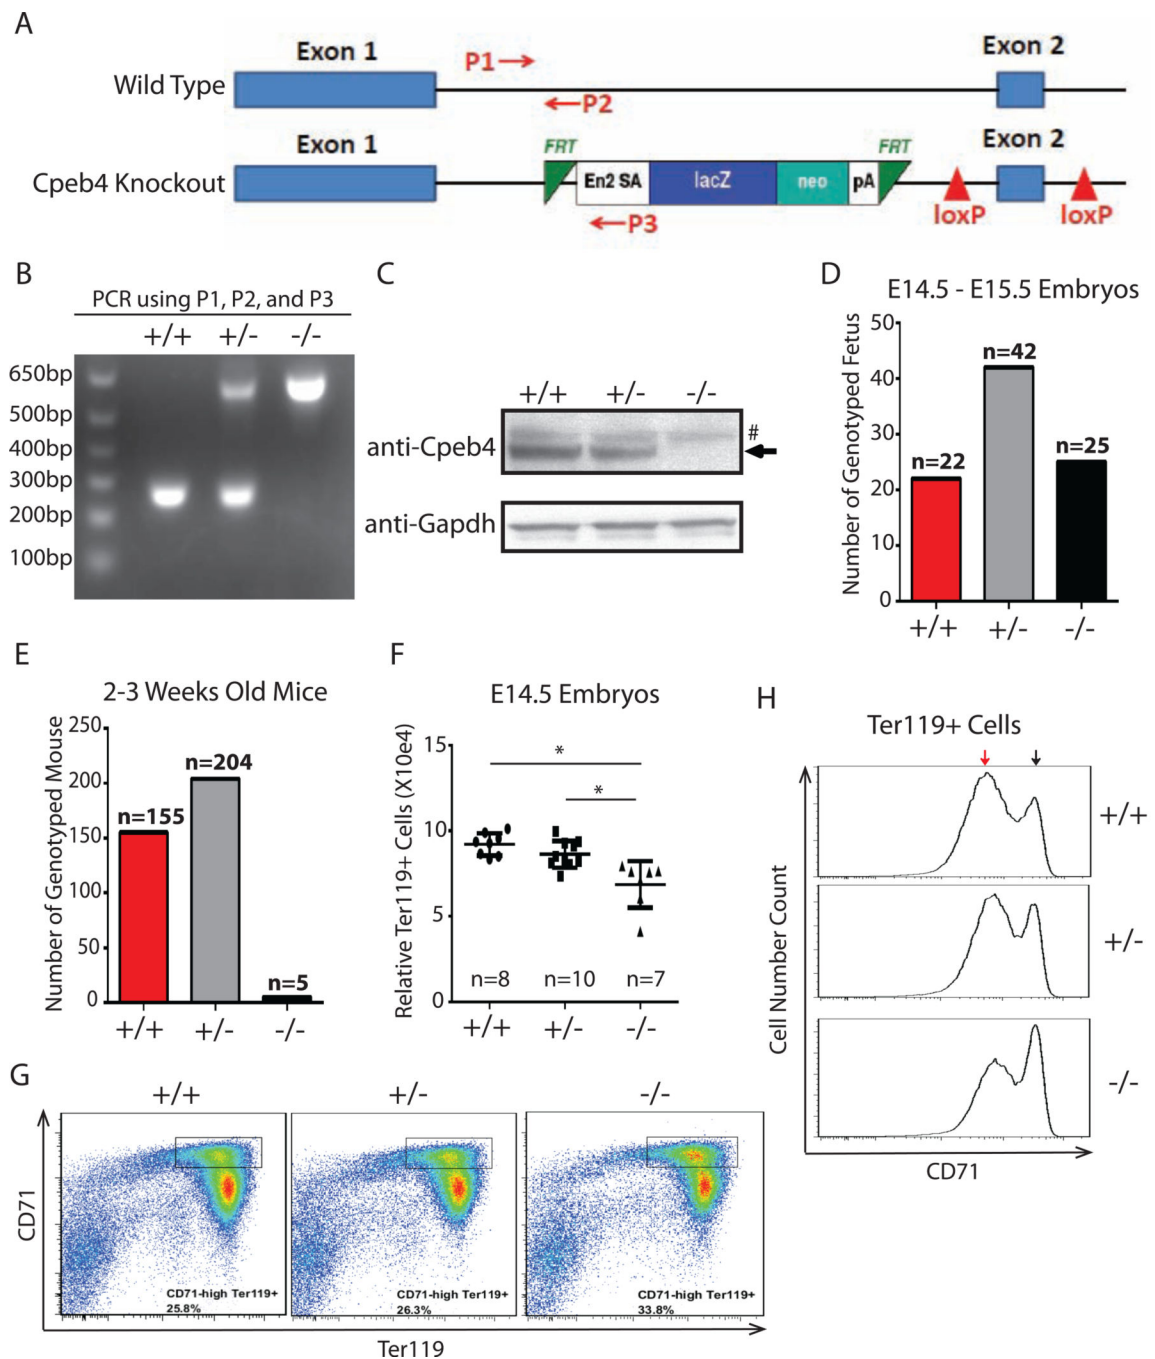 A
Exon 1
P1
Exon 2
Wild Type
P2
Exon 1
FRT
FRT
Exon 2
Cpeb4 Knockout
En2 SA
lacZ
neo
pA
P3
loxP
loxP
B
PCR using P1, P2, and P3
+/+ +/- -/-
650bp
500bp
400bp
300bp
200bp
100bp
C
+/+ +/- -/-
anti-Cpeb4
#
anti-Gapdh
D
E14.5 - E15.5 Embryos
Number of Genotyped Fetus
50
40
30
20
10
0
n=22
n=42
n=25
+/+ +/- -/-
E
2-3 Weeks Old Mice
Number of Genotyped Mouse
250
200
150
100
50
0
n=155
n=204
n=5
+/+ +/- -/-
F
E14.5 Embryos
Relative Ter119+ Cells (X10e4)
15
10
5
0
*
*
n=8 n=10 n=7
+/+ +/- -/-
H
Ter119+ Cells
Cell Number Count
+/+
+/-
-/-
CD71
G
+/+ +/- -/-
CD71
CD71-high Ter119+
25.8%
CD71-high Ter119+
26.3%
CD71-high Ter119+
33.8%
Ter119